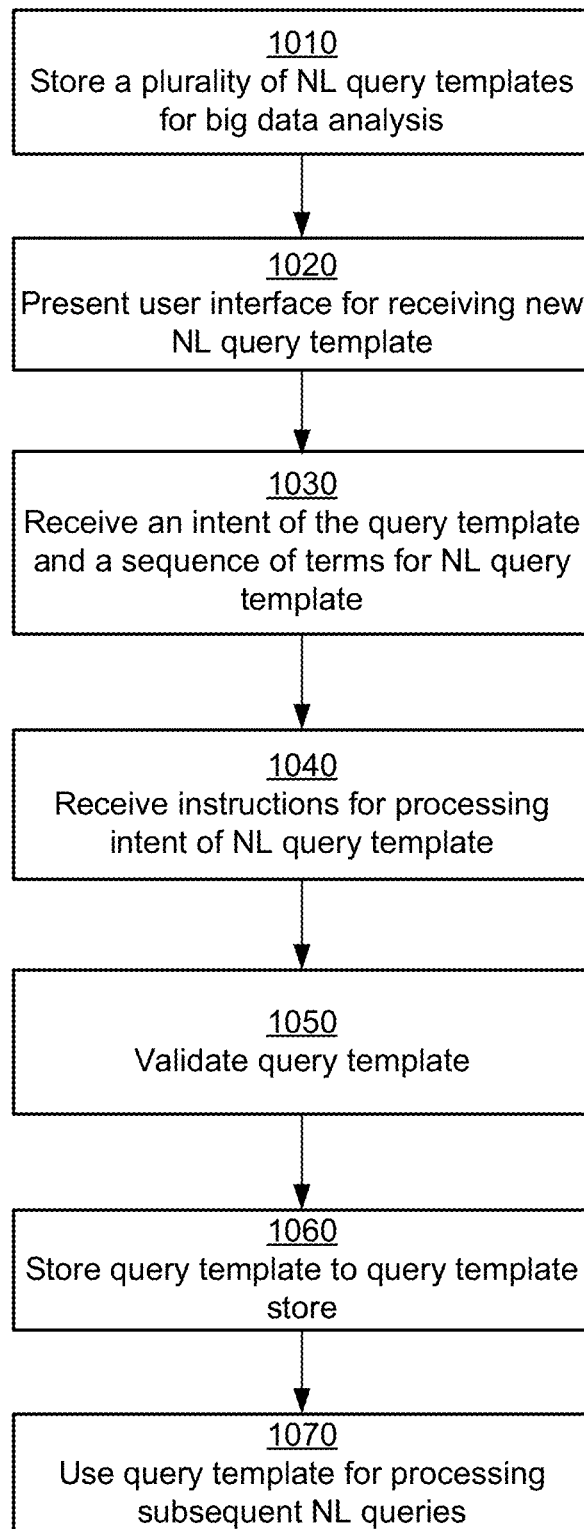 1010
Store a plurality of NL query templates
for big data analysis
1020
Present user interface for receiving new
NL query template
1030
Receive an intent of the query template
and a sequence of terms for NL query
template
1040
Receive instructions for processing
intent of NL query template
1050
Validate query template
1060
Store query template to query template
store
1070
Use query template for processing
subsequent NL queries